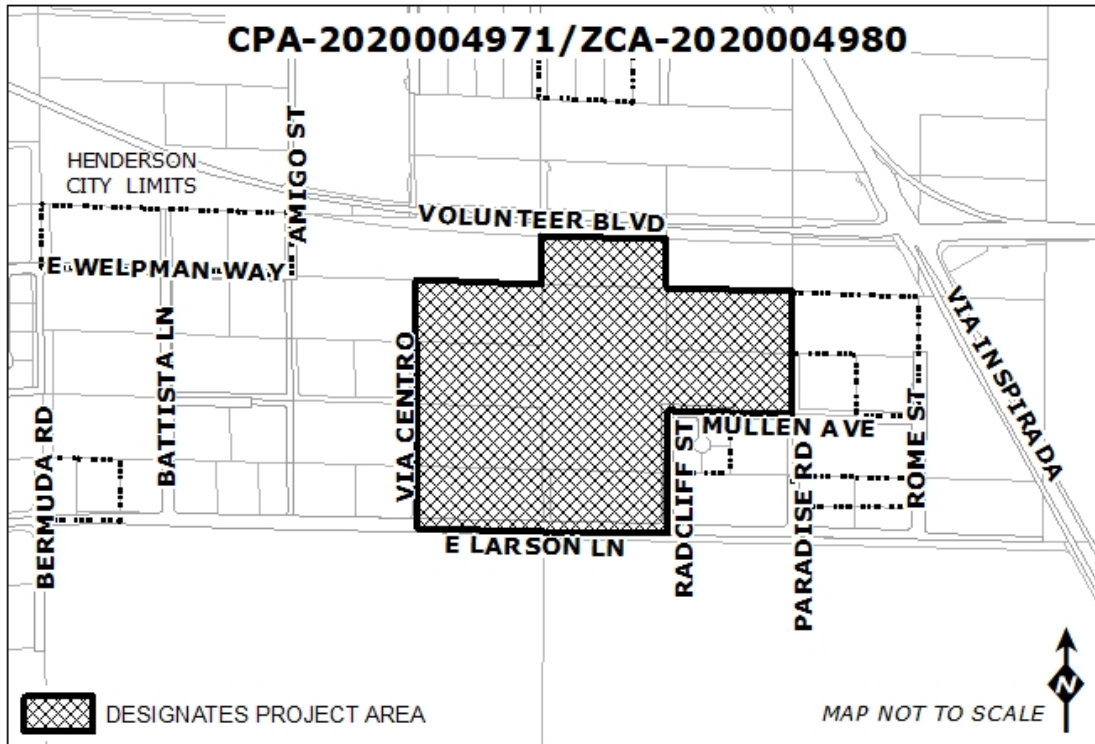 CPA-2020004971/ZCA-2020004980
HENDERSON
CITY LIMITS
AMIGO ST
VOLUNTEER BLVD
E WELPMAN WAY
BATTISTA LN
VIA CENTRO
BERMUDA RD
E LARSON LN
RADCLIFF ST
MULLEN AVE
PARADISE RD
ROME ST
VIA INSPIRADA
DESIGNATES PROJECT AREA
MAP NOT TO SCALE
N